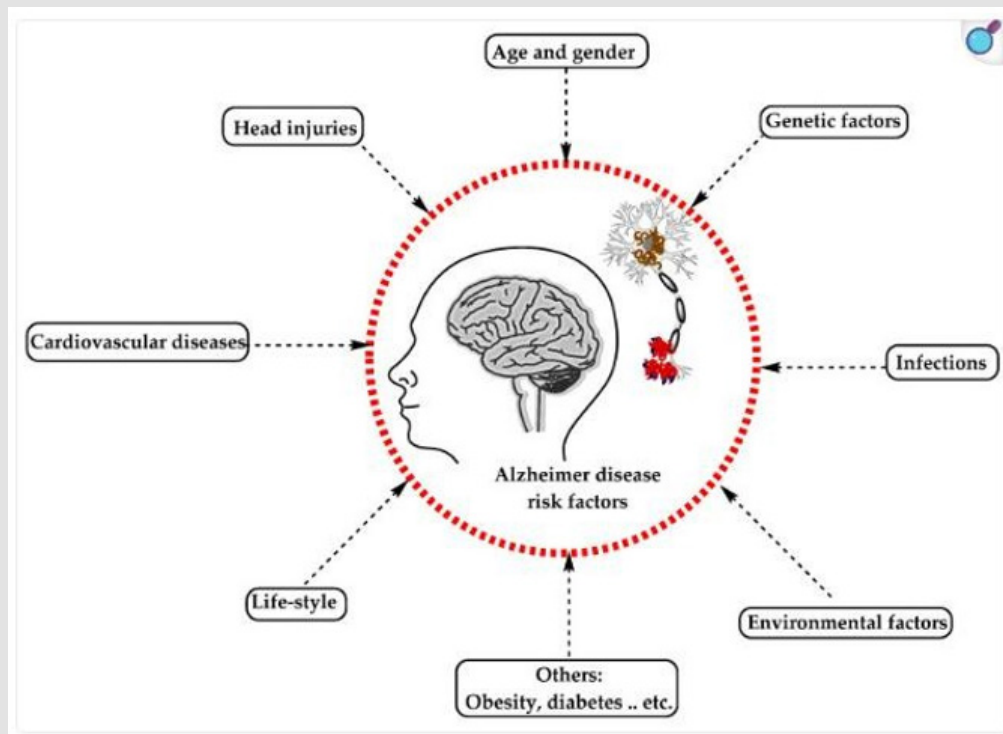 Age and gender
Head injuries
Genetic factors
Cardiovascular diseases
Infections
Alzheimer disease
risk factors
Life-style
Environmental factors
Others:
Obesity, diabetes .. etc.